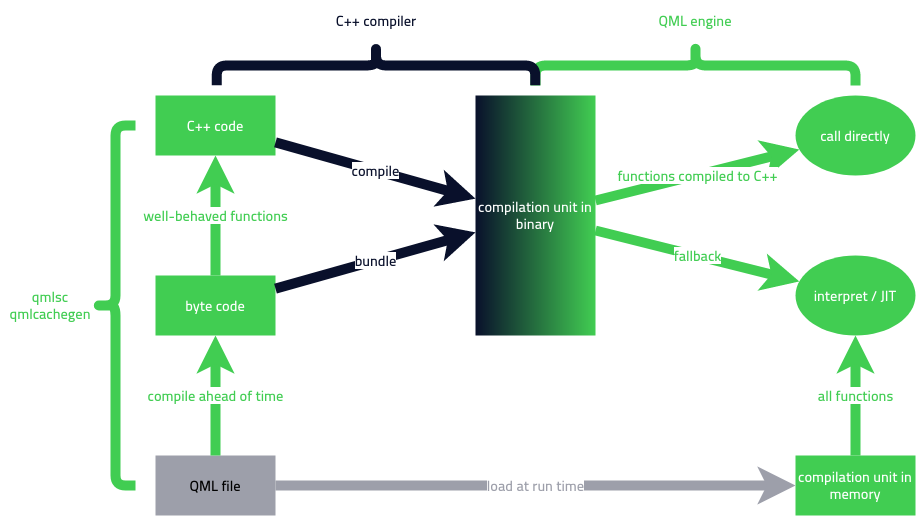 C++ compiler
QML engine
C++ code
call directly
compile
functions compiled to C++
compilation unit in
binary
well-behaved functions
fallback
bundle
qmlsc
qmlcachegen
byte code
interpret / JIT
compile ahead of time
all functions
QML file
load at run time
compilation unit in
memory